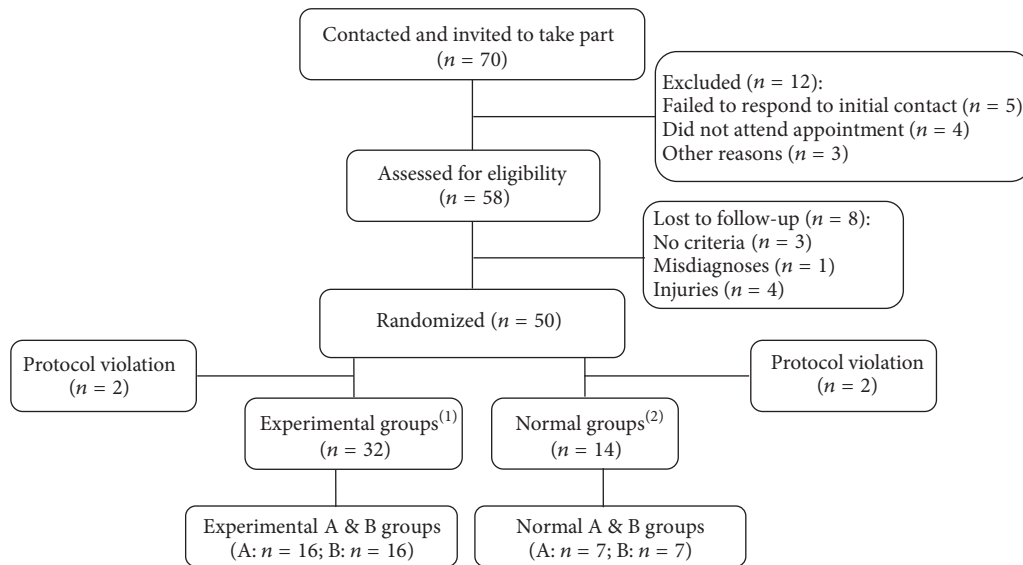 Contacted and invited to take part
(n = 70)
Excluded (n = 12):
Failed to respond to initial contact (n = 5)
Did not attend appointment (n = 4)
Other reasons (n = 3)
Assessed for eligibility
(n = 58)
Lost to follow-up (n = 8):
No criteria (n = 3)
Misdiagnoses (n = 1)
Injuries (n = 4)
Randomized (n = 50)
Protocol violation
(n = 2)
Protocol violation
(n = 2)
Experimental groups(1)
(n = 32)
Normal groups(2)
(n = 14)
Experimental A & B groups
(A: n = 16; B: n = 16)
Normal A & B groups
(A: n = 7; B: n = 7)